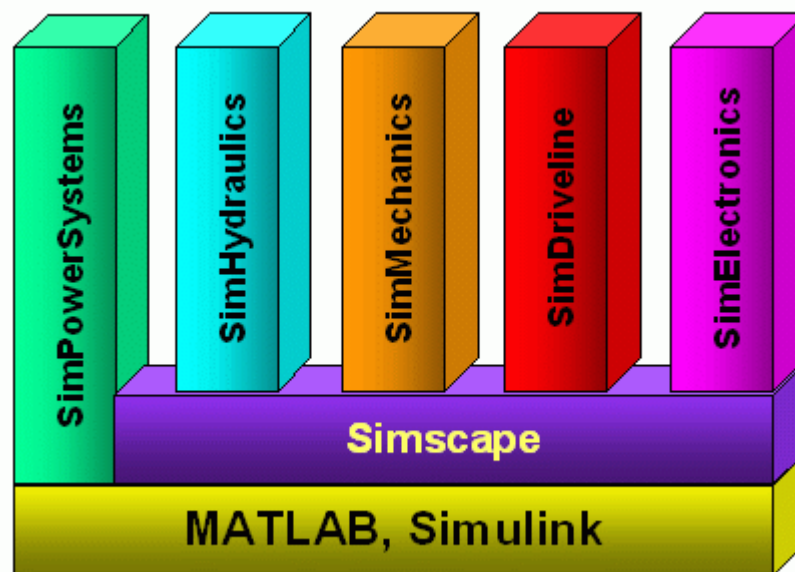 SimPowerSystems
SimHydraulics
SimMechanics
SimDriveline
SimElectronics
Simscape
MATLAB, Simulink